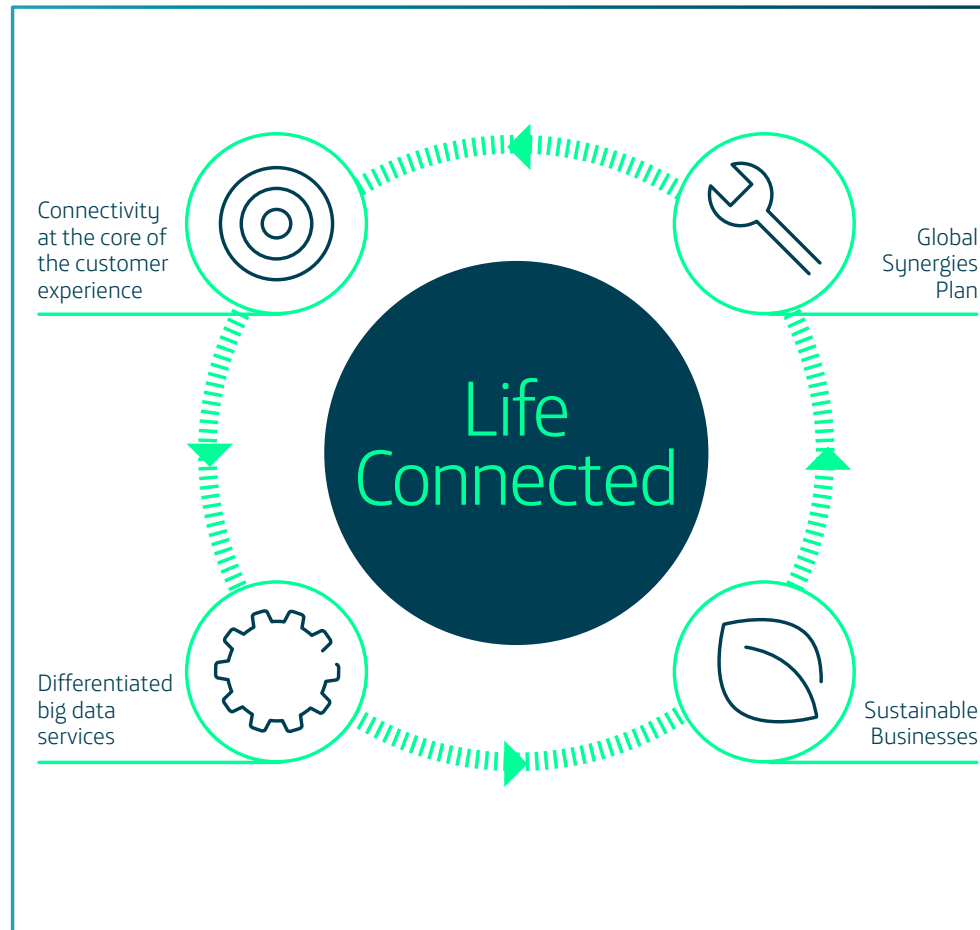 Connectivity
at the core of
the customer
experience
Global
Synergies
Plan
Life
Connected
Differentiated
big data
services
Sustainable
Businesses